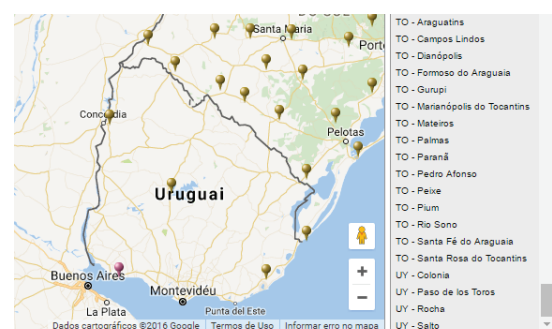 DO SUL
Santa Maria
Port
Concordia
Pelotas
Uruguai
Buenos Aires
Montevidéu
La Plata
Punta del Este
Dados cartográficos ©2016 Google
Termos de Uso
Informar erro no mapa
TO - Araguatins
TO - Campos Lindos
TO - Dianópolis
TO - Formoso do Araguaia
TO - Gurupi
TO - Marianópolis do Tocantins
TO - Mateiros
TO - Palmas
TO - Paranã
TO - Pedro Afonso
TO - Peixe
TO - Pium
TO - Rio Sono
TO - Santa Fé do Araguaia
TO - Santa Rosa do Tocantins
UY - Colonia
UY - Paso de los Toros
UY - Rocha
UY - Salto